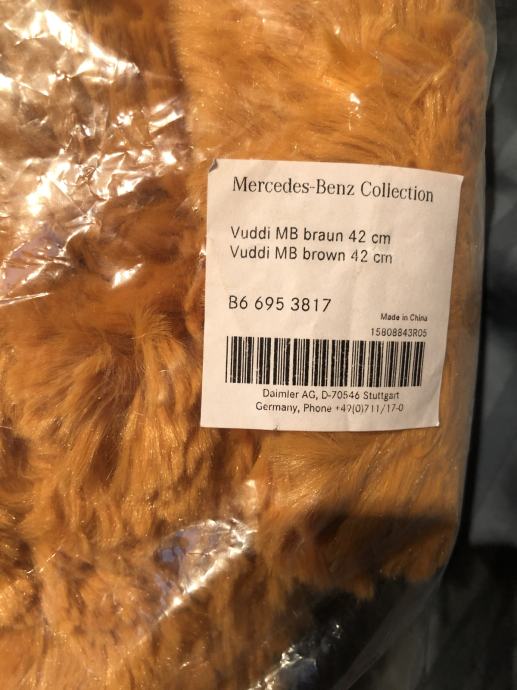 Mercedes-Benz Collection
Vuddi MB braun 42 cm
Vuddi MB brown 42 cm
B6 695 3817
Made in China
15808843R05
Daimler AG, D-70546 Stuttgart
Germany, Phone +49(0)711/17-0